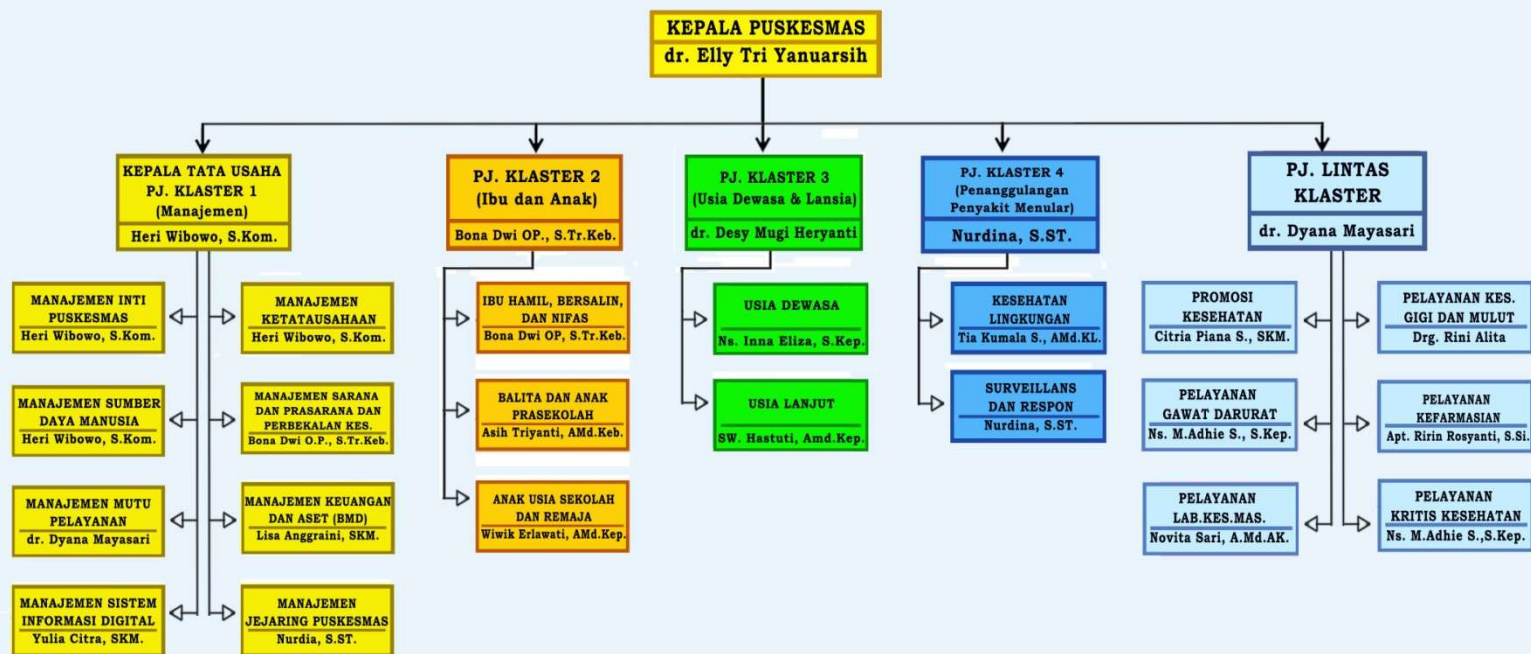 KEPALA PUSKESMAS
dr. Elly Tri Yanuarsih
KEPALA TATA USAHA
PJ. KLASTER 1
(Manajemen)
Heri Wibowo, S.Kom.
MANAJEMEN INTI
PUSKESMAS
Heri Wibowo, S.Kom.
MANAJEMEN
KETATAUSAHAAN
Heri Wibowo, S.Kom.
MANAJEMEN SUMBER
DAYA MANUSIA
Heri Wibowo, S.Kom.
MANAJEMEN SARANA
DAN PRASARANA DAN
PERBEKALAN KES.
Bona Dwi O.P., S.Tr.Keb.
MANAJEMEN MUTU
PELAYANAN
dr. Dyana Mayasari
MANAJEMEN KEUANGAN
DAN ASET (BMD)
Lisa Anggraini, SKM.
MANAJEMEN SISTEM
INFORMASI DIGITAL
Yulia Citra, SKM.
MANAJEMEN
JEJARING PUSKESMAS
Nurdia, S.ST.
PJ. KLASTER 2
(Ibu dan Anak)
Bona Dwi OP., S.Tr.Keb.
IBU HAMIL, BERSALIN,
DAN NIFAS
Bona Dwi OP, S.Tr.Keb.
BALITA DAN ANAK
PRASEKOLAH
Asih Triyanti, AMd.Keb.
ANAK USIA SEKOLAH
DAN REMAJA
Wiwik Erlawati, AMd.Kep.
PJ. KLASTER 3
(Usia Dewasa & Lansia)
dr. Desy Mugi Heryanti
USIA DEWASA
Ns. Inna Eliza, S.Kep.
USIA LANJUT
SW. Hastuti, Amd.Kep.
PJ. KLASTER 4
(Penanggulangan
Penyakit Menular)
Nurdina, S.ST.
KESEHATAN
LINGKUNGAN
Tia Kumala S., AMd.KL.
SURVEILLANS
DAN RESPON
Nurdina, S.ST.
PJ. LINTAS
KLASTER
dr. Dyana Mayasari
PROMOSI
KESEHATAN
Citria Piana S., SKM.
PELAYANAN KES.
GIGI DAN MULUT
Drg. Rini Alita
PELAYANAN
GAWAT DARURAT
Ns. M.Adhie S., S.Kep.
PELAYANAN
KEFARMASIAN
Apt. Ririn Rosyanti, S.Si.
PELAYANAN
LAB.KES.MAS.
Novita Sari, A.Md.AK.
PELAYANAN
KRITIS KESEHATAN
Ns. M.Adhie S.,S.Kep.